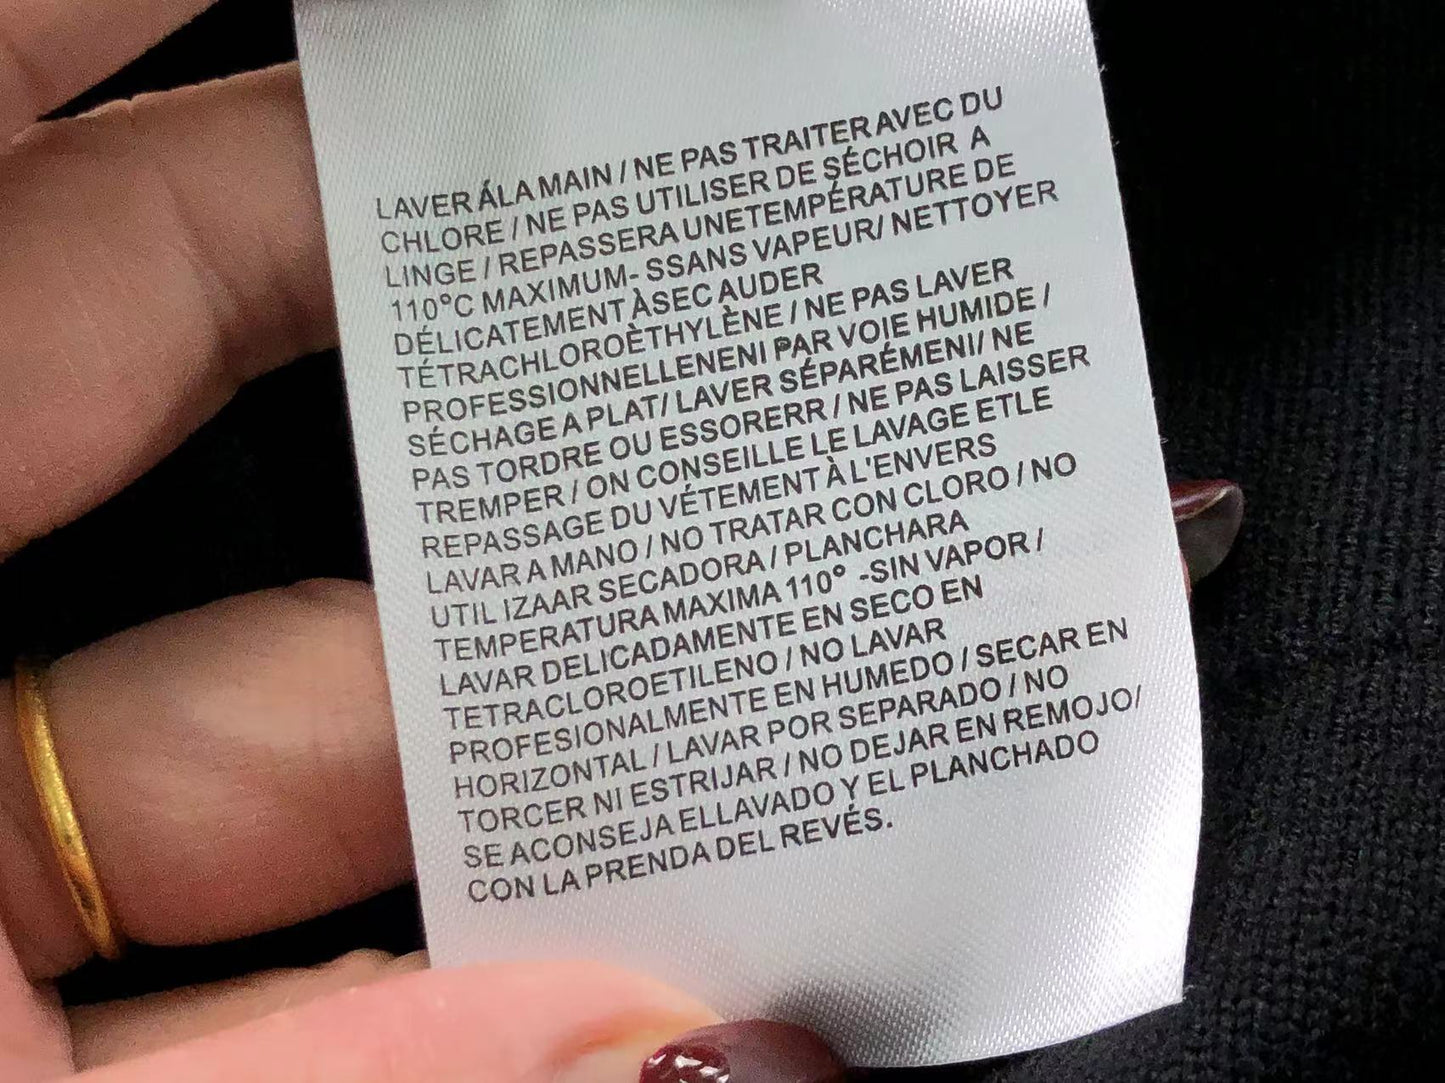 LAVER ÁLA MAIN / NE PAS TRAITER AVEC DU
CHLORE / NE PAS UTILISER DE SÉCHOIR A
LINGE / REPASSERA UNETEMPÉRATURE DE
110°C MAXIMUM- SSANS VAPEUR/ NETTOYER
DÉLICATEMENT ÀSEC AUDER
TÉTRACHLOROÈTHYLÈNE / NE PAS LAVER
PROFESSIONNELLENENI PAR VOIE HUMIDE /
SÉCHAGE A PLAT/ LAVER SÉPARÉMENI/ NE
PAS TORDRE OU ESSORERR / NE PAS LAISSER
TREMPER / ON CONSEILLE LE LAVAGE ETLE
REPASSAGE DU VÉTEMENT À L'ENVERS
LAVAR A MANO / NO TRATAR CON CLORO / NO
UTIL IZAAR SECADORA / PLANCHARA
TEMPERATURA MAXIMA 110° -SIN VAPOR /
LAVAR DELICADAMENTE EN SECO EN
TETRACLOROETILENO / NO LAVAR
PROFESIONALMENTE EN HUMEDO / SECAR EN
HORIZONTAL / LAVAR POR SEPARADO / NO
TORCER NI ESTRIJAR / NO DEJAR EN REMOJO/
SE ACONSEJA ELLAVADO Y EL PLANCHADO
CON LA PRENDA DEL REVÉS.